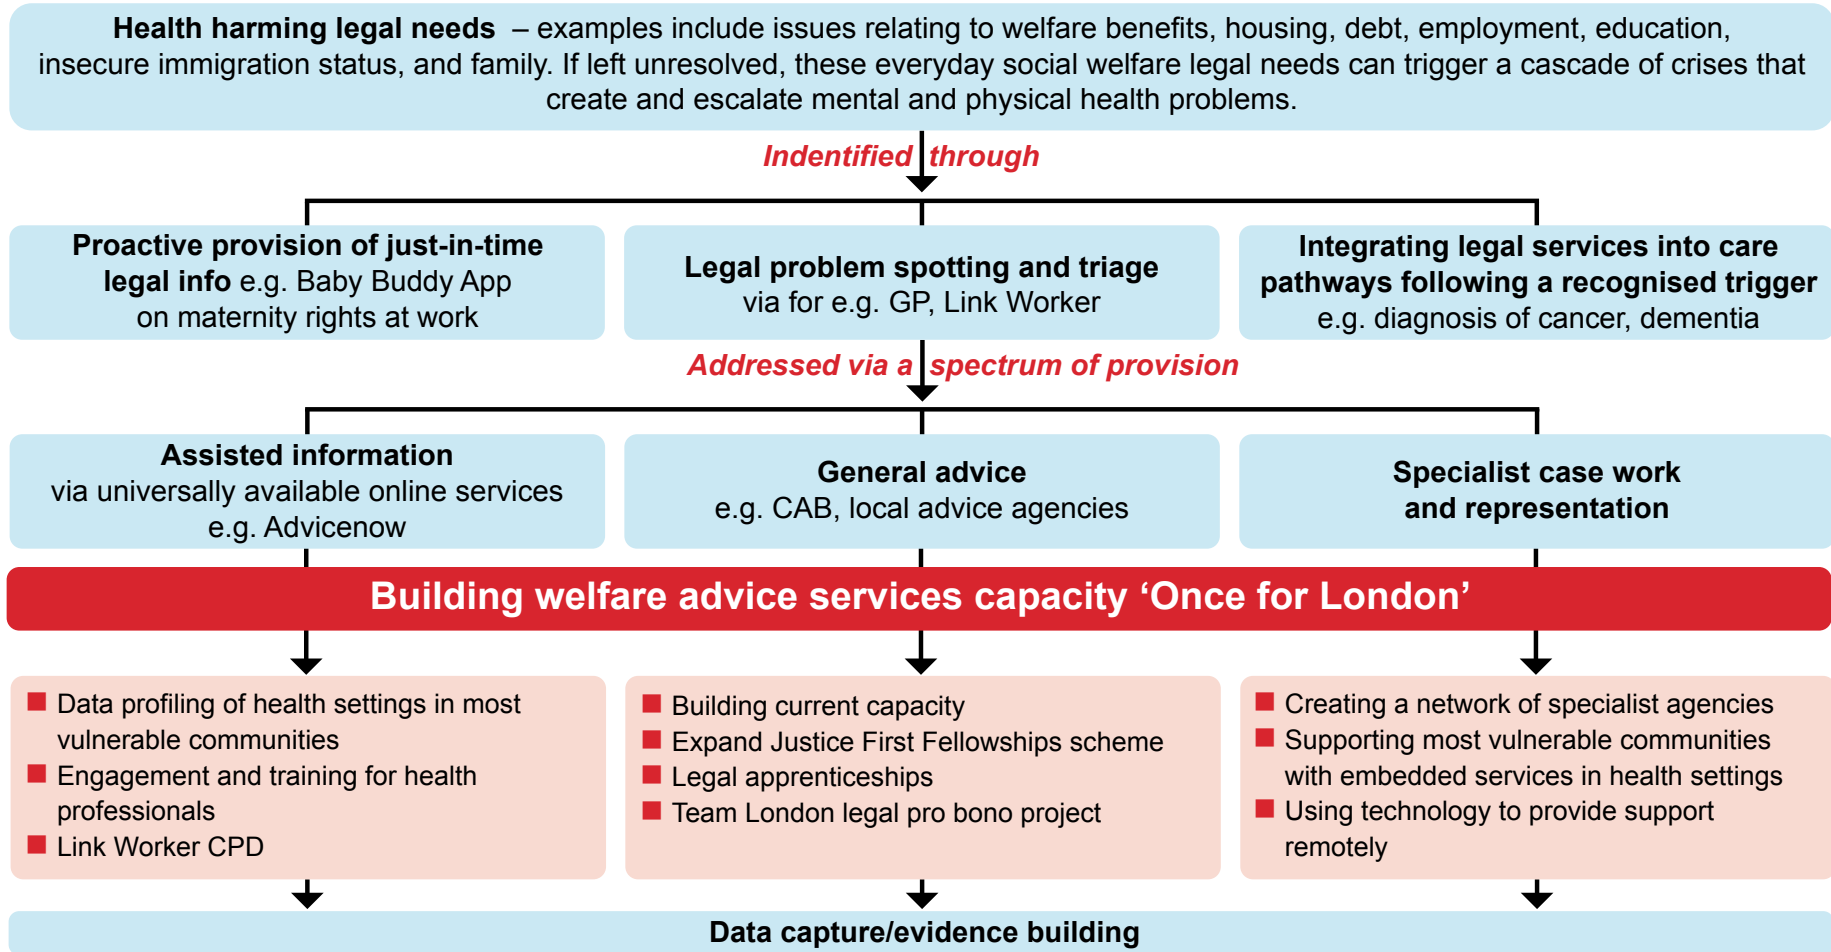 Health harming legal needs – examples include issues relating to welfare benefits, housing, debt, employment, education,
insecure immigration status, and family. If left unresolved, these everyday social welfare legal needs can trigger a cascade of crises that
create and escalate mental and physical health problems.
Indentified through
Proactive provision of just-in-time
legal info e.g. Baby Buddy App
on maternity rights at work
Legal problem spotting and triage
via for e.g. GP, Link Worker
Integrating legal services into care
pathways following a recognised trigger
e.g. diagnosis of cancer, dementia
Addressed via a spectrum of provision
Assisted information
via universally available online services
e.g. Advicenow
General advice
e.g. CAB, local advice agencies
Specialist case work
and representation
Building welfare advice services capacity ‘Once for London’
Data profiling of health settings in most
vulnerable communities
Engagement and training for health
professionals
Link Worker CPD
Building current capacity
Expand Justice First Fellowships scheme
Legal apprenticeships
Team London legal pro bono project
Creating a network of specialist agencies
Supporting most vulnerable communities
with embedded services in health settings
Using technology to provide support
remotely
Data capture/evidence building